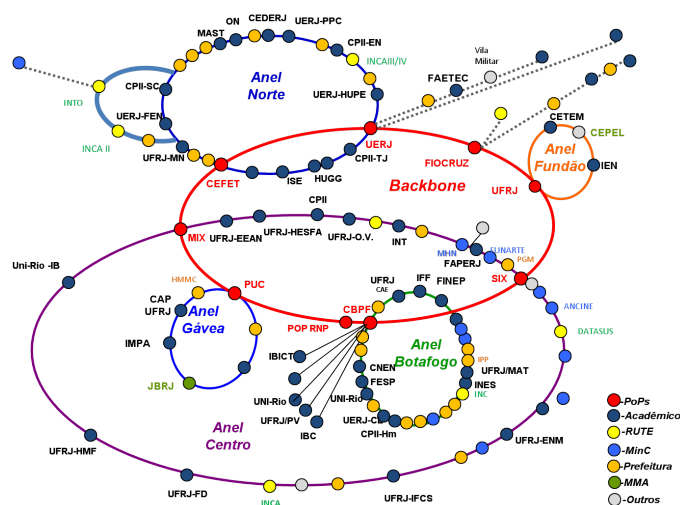 ON
CEDERJ
UERJ-PPC
MAST
CPII-EN
INCAIII/IV
Vila
Militar
FAETEC
CPII-SC
Anel
Norte
UERJ-HUPE
INTO
UERJ-FEN
CETEM
CEPEL
UERJ
INCA II
UFRJ-MN
CPII-TJ
FIOCRUZ
Anel
Fundão
IEN
HUGG
ISE
CEFET
Backbone
UFRJ
CPII
UFRJ-HESFA
UFRJ-EEAN
UFRJ-O.V.
INT
MIX
MHN
FUNARTE
FAPERJ
PGM
Uni-Rio -IB
HMMC
PUC
UFRJ
CAE
IFF
FINEP
SIX
CAP
UFRJ
Anel
Gávea
CBPF
POP RNP
ANCINE
DATASUS
IMPA
IBICT
Anel
Botafogo
IPP
CNEN
UFRJ/MAT
FESP
INES
JBRJ
UNI-Rio
UNI-Rio
INC
UFRJ/PV
UERJ-CL
IBC
CPII-Hm
Anel
Centro
UFRJ-ENM
UFRJ-HMF
UFRJ-FD
INCA
UFRJ-IFCS
-PoPs
-Acadêmico
-RUTE
-MinC
-Prefeitura
-MMA
-Outros